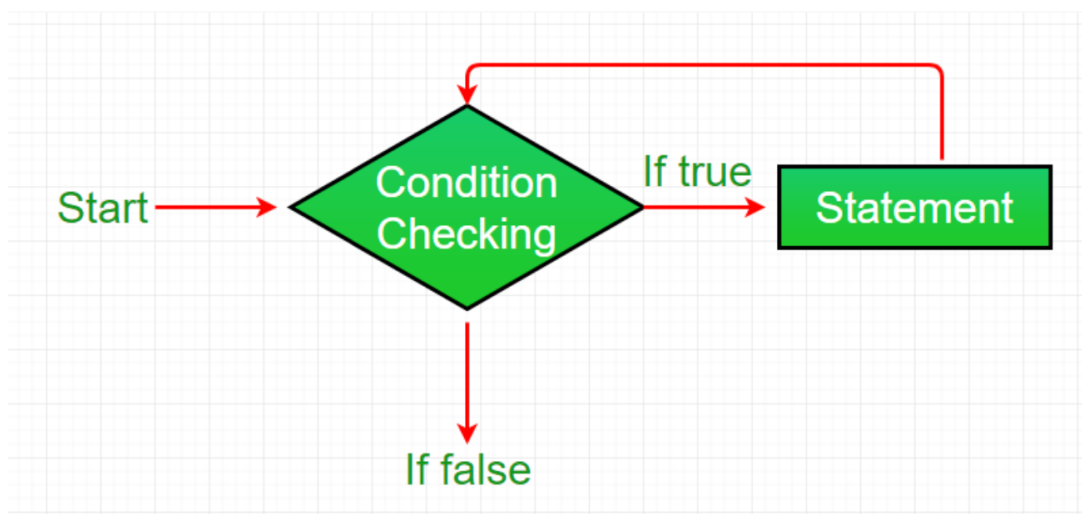 Start
Condition
Checking
If true
Statement
If false